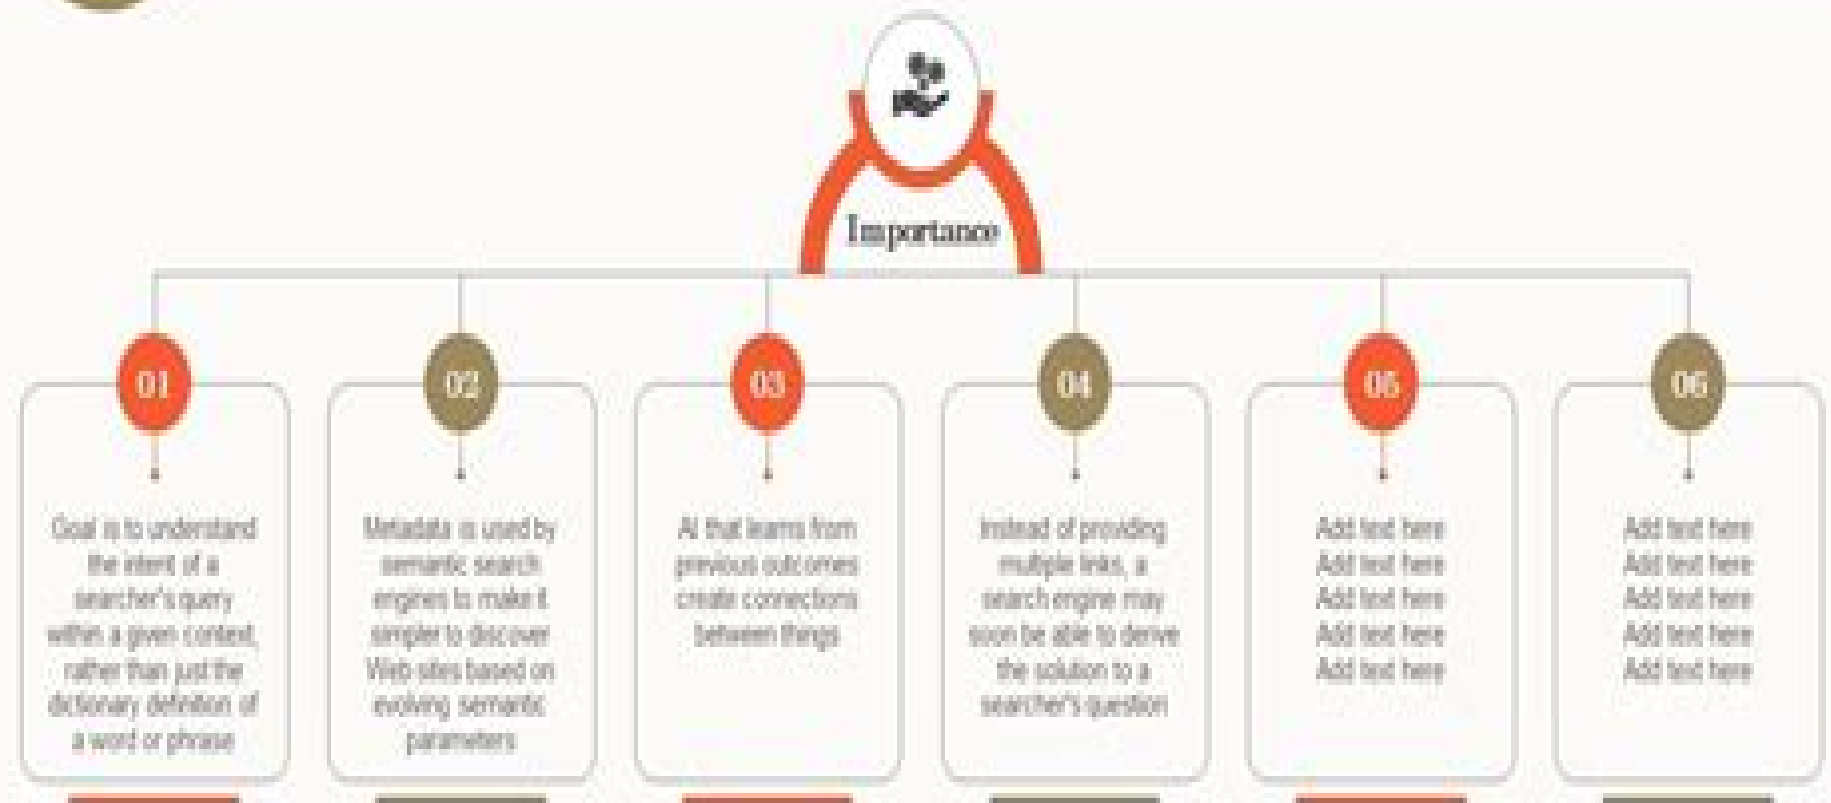 Importance
01
Goal is to understand
the intent of a
searcher's query
within a given context,
rather than just the
dictionary definition of
a word or phrase
02
Metadata is used by
semantic search
engines to make it
simpler to discover
Web sites based on
evolving semantic
parameters
03
AI that learns from
previous outcomes
create connections
between things
04
Instead of providing
multiple links, a
search engine may
soon be able to derive
the solution to a
searcher's question
05
Add text here
Add text here
Add text here
Add text here
Add text here
06
Add text here
Add text here
Add text here
Add text here
Add text here